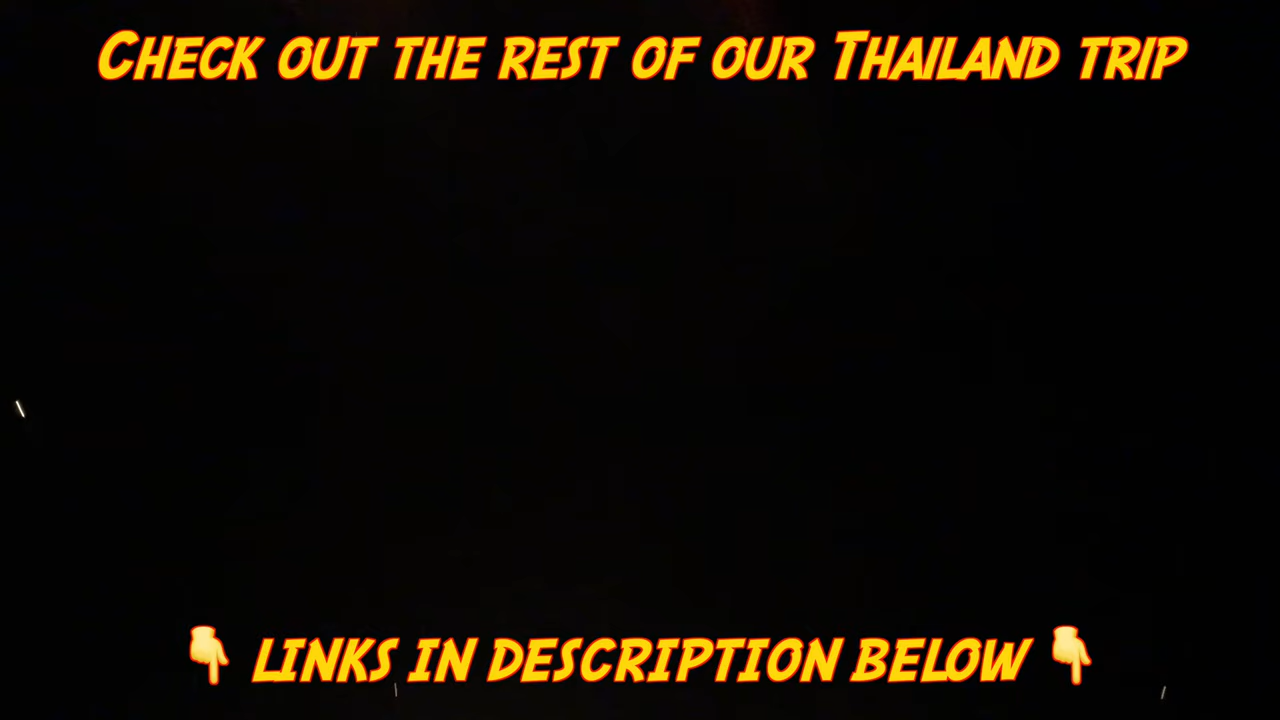 Check out the rest of our Thailand trip
👇 LINKS IN DESCRIPTION BELOW 👇